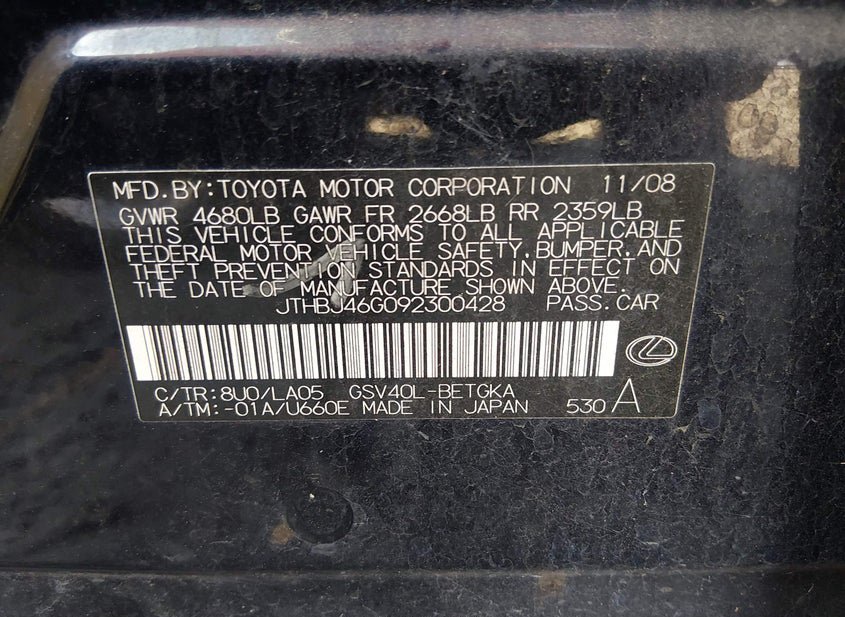 MFD.BY:TOYOTA MOTOR CORPORATION 11/08
GVWR 4680LB GAWR FR 2668LB RR 2359LB
THIS VEHICLE CONFORMS TO ALL APPLICABLE
FEDERAL MOTOR VEHICLE SAFETY,BUMPER,AND
THEFT PREVENTION STANDARDS IN EFFECT ON
THE DATE OF MANUFACTURE SHOWN ABOVE.
JTHBJ46G092300428 PASS.CAR
C/TR:8U0/LA05 GSV40L-BETGKA
A/TM:-01A/U660E MADE IN JAPAN 530 A